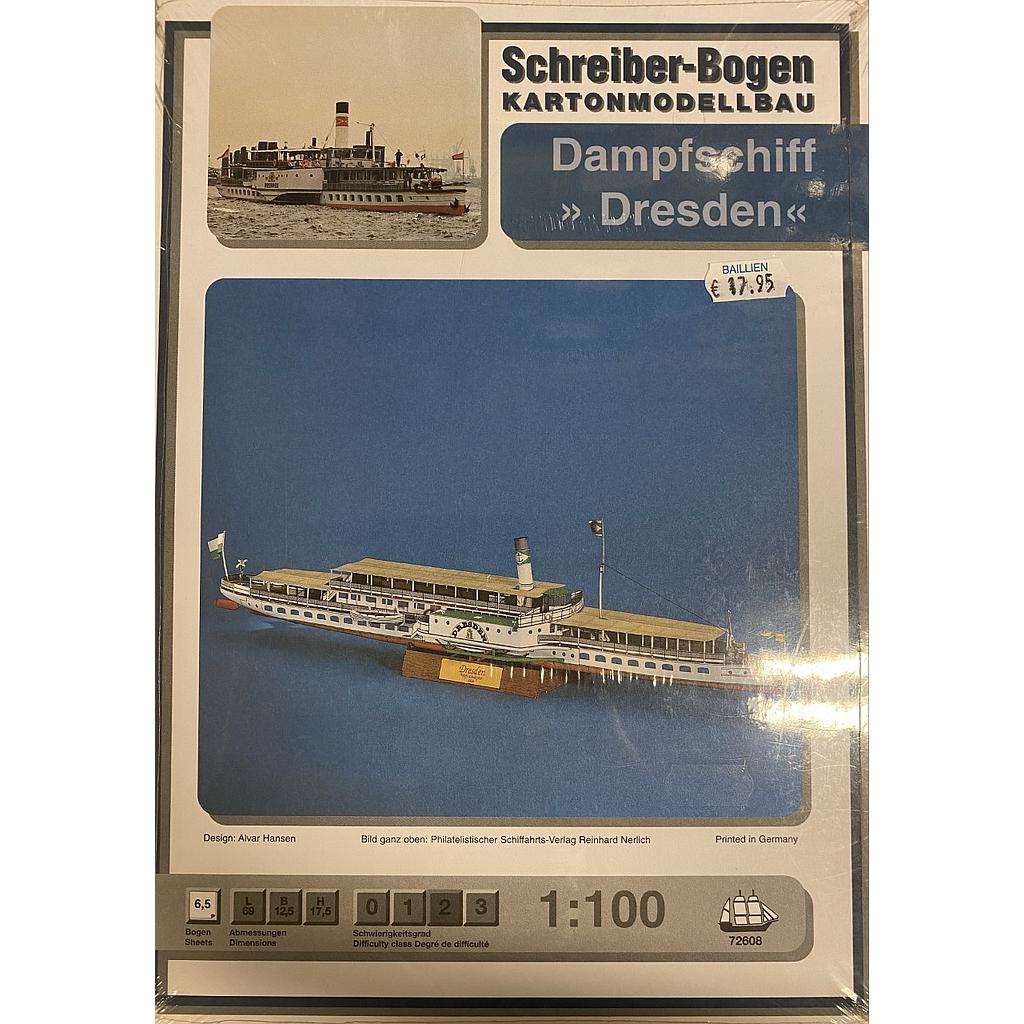 Schreiber-Bogen
KARTONMODELLBAU
Dampfschiff
» Dresden«
BAILLIEN
€ 17.95
DRESDEN
Dresden
Design: Alvar Hansen
Bild ganz oben: Philatelistischer Schiffahrts-Verlag Reinhard Nerlich
Printed in Germany
6,5
L
69
B
12,5
H
17,5
0 1 2 3
1:100
Bogen
Sheets
Abmessungen
Dimensions
Schwierigkeitsgrad
Difficulty class Degré de difficulté
72608